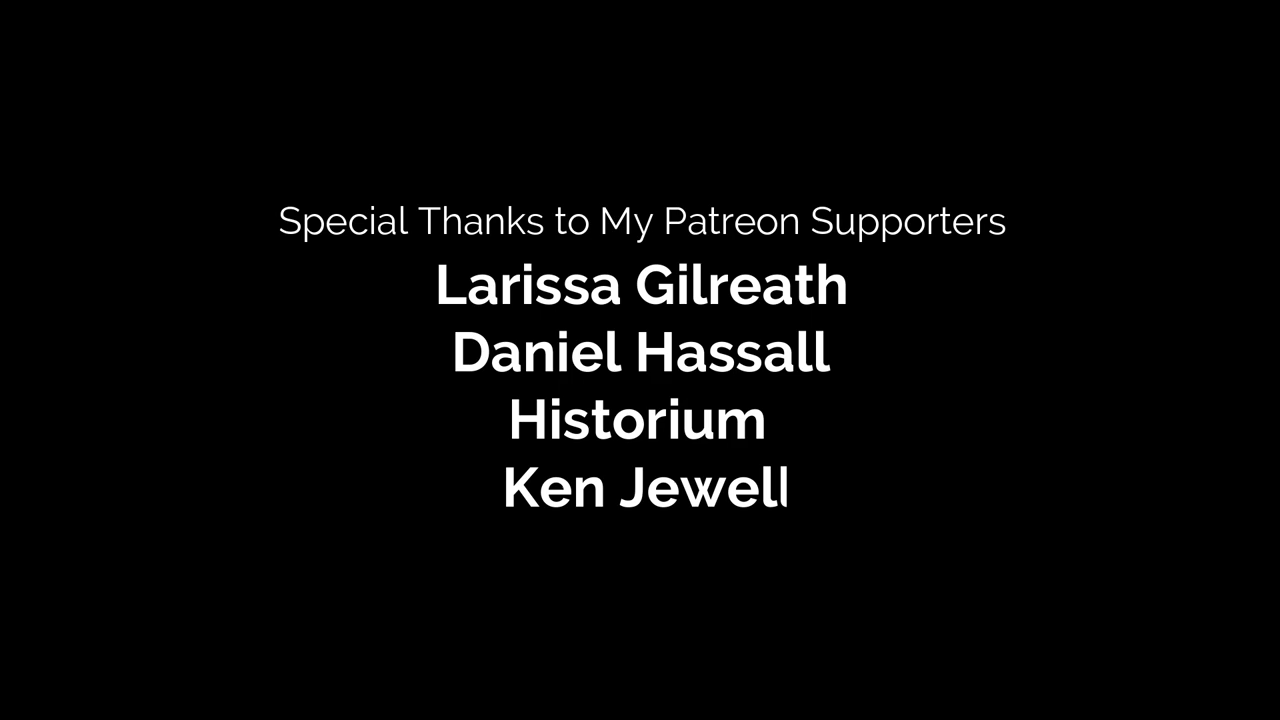 Special Thanks to My Patreon Supporters
Larissa Gilreath
Daniel Hassall
Historium
Ken Jewell